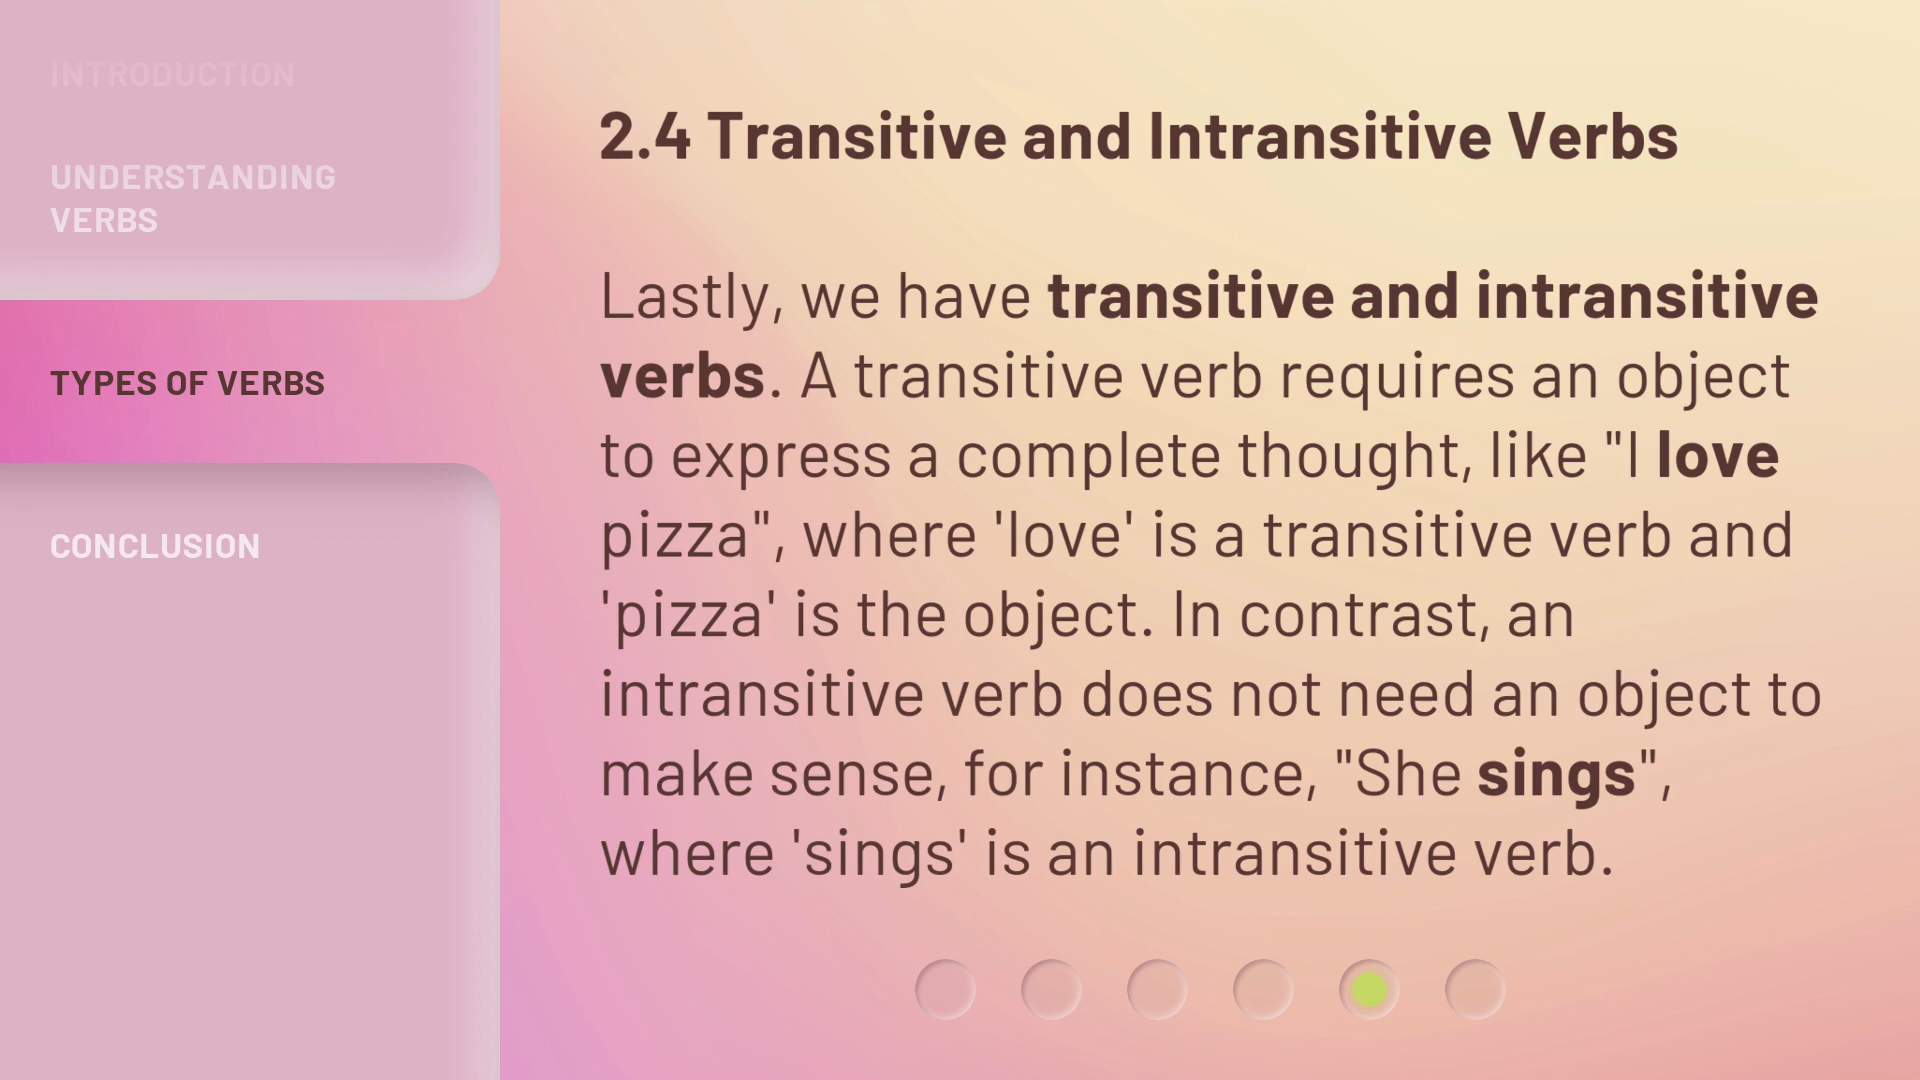 INTRODUCTION
UNDERSTANDING
VERBS
TYPES OF VERBS
CONCLUSION
2.4 Transitive and Intransitive Verbs
Lastly, we have transitive and intransitive
verbs. A transitive verb requires an object
to express a complete thought, like "I love
pizza", where 'love' is a transitive verb and
'pizza' is the object. In contrast, an
intransitive verb does not need an object to
make sense, for instance, "She sings",
where 'sings' is an intransitive verb.